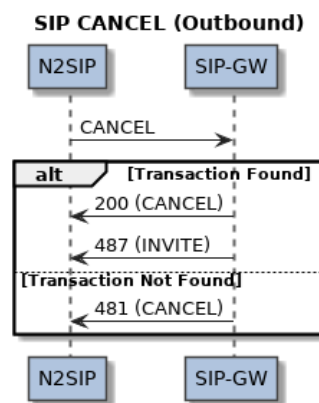 SIP CANCEL (Outbound)
N2SIP SIP-GW
CANCEL
alt [Transaction Found]
200 (CANCEL)
487 (INVITE)
[Transaction Not Found]
481 (CANCEL)
N2SIP SIP-GW